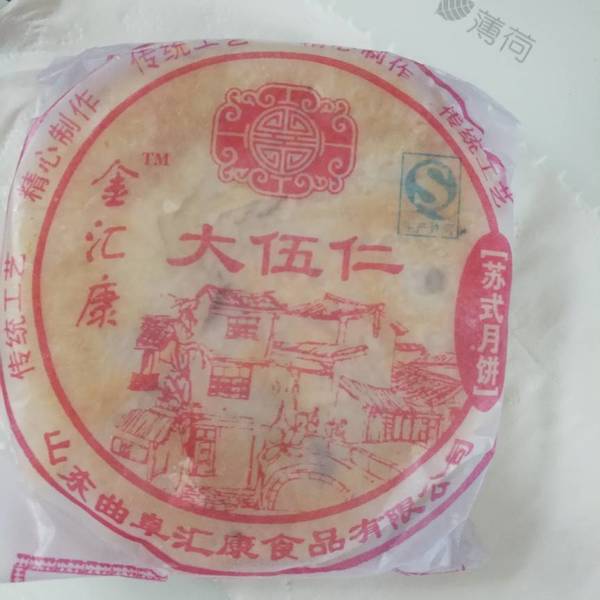 薄荷
传统工艺 精心制作 传统工艺 精心制作 传统工艺
金汇康
TM
大伍仁
【苏式月饼】
山东曲阜汇康食品有限公司